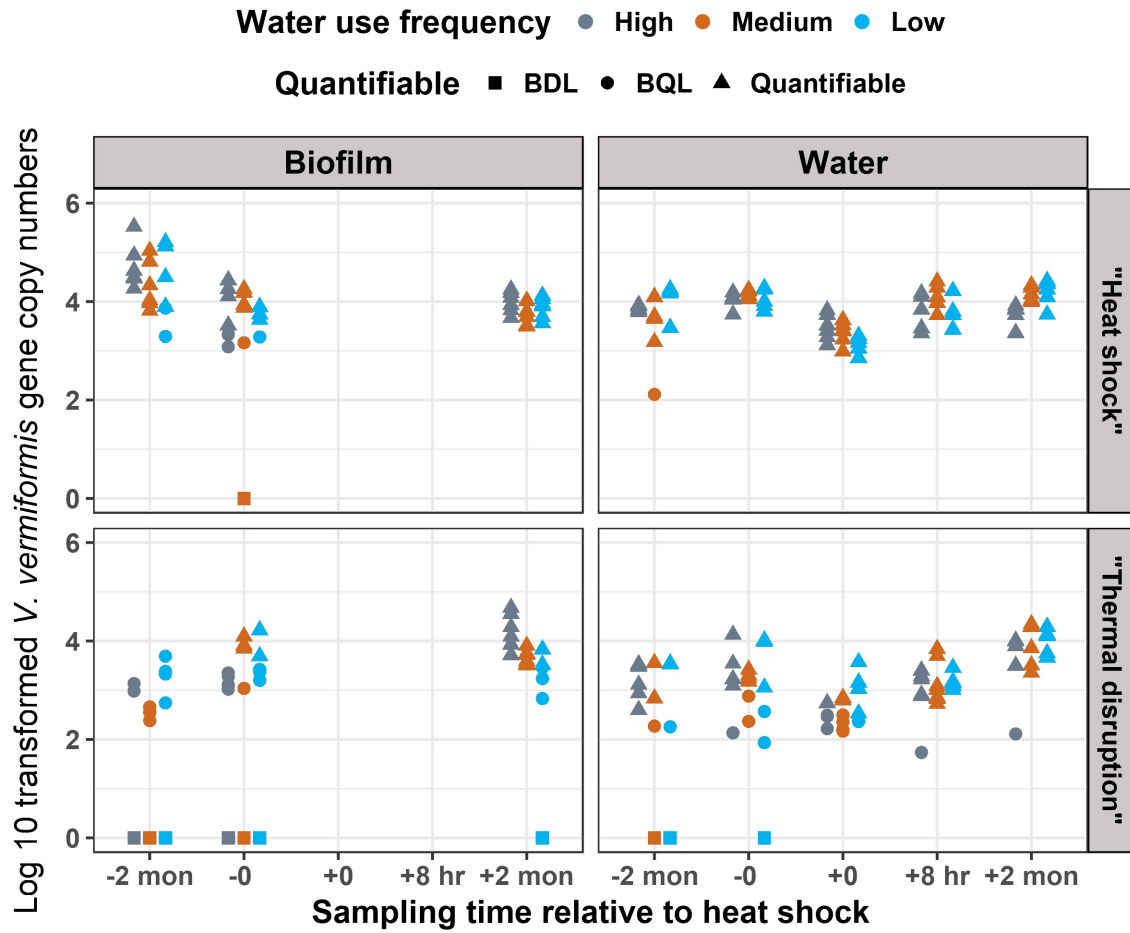 Water use frequency High Medium Low
Quantifiable BDL BQL Quantifiable
Log 10 transformed V. vermiformis gene copy numbers
Biofilm Water
6
4
2
0
"Heat shock"
6
4
2
0
"Thermal disruption"
-2 mon -0 +0 +8 hr +2 mon -2 mon -0 +0 +8 hr +2 mon
Sampling time relative to heat shock